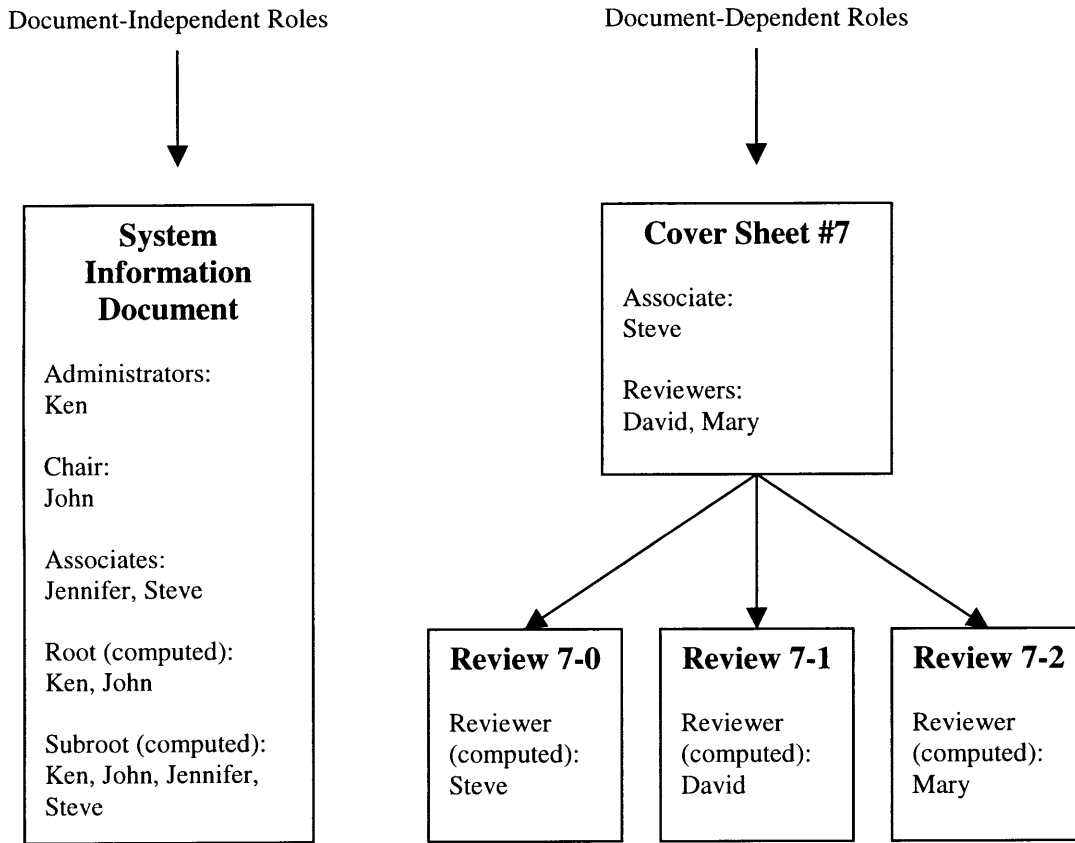 Document-Independent Roles
Document-Dependent Roles
System
Information
Document
Administrators:
Ken
Chair:
John
Associates:
Jennifer, Steve
Root (computed):
Ken, John
Subroot (computed):
Ken, John, Jennifer,
Steve
Cover Sheet #7
Associate:
Steve
Reviewers:
David, Mary
Review 7-0
Reviewer
(computed):
Steve
Review 7-1
Reviewer
(computed):
David
Review 7-2
Reviewer
(computed):
Mary